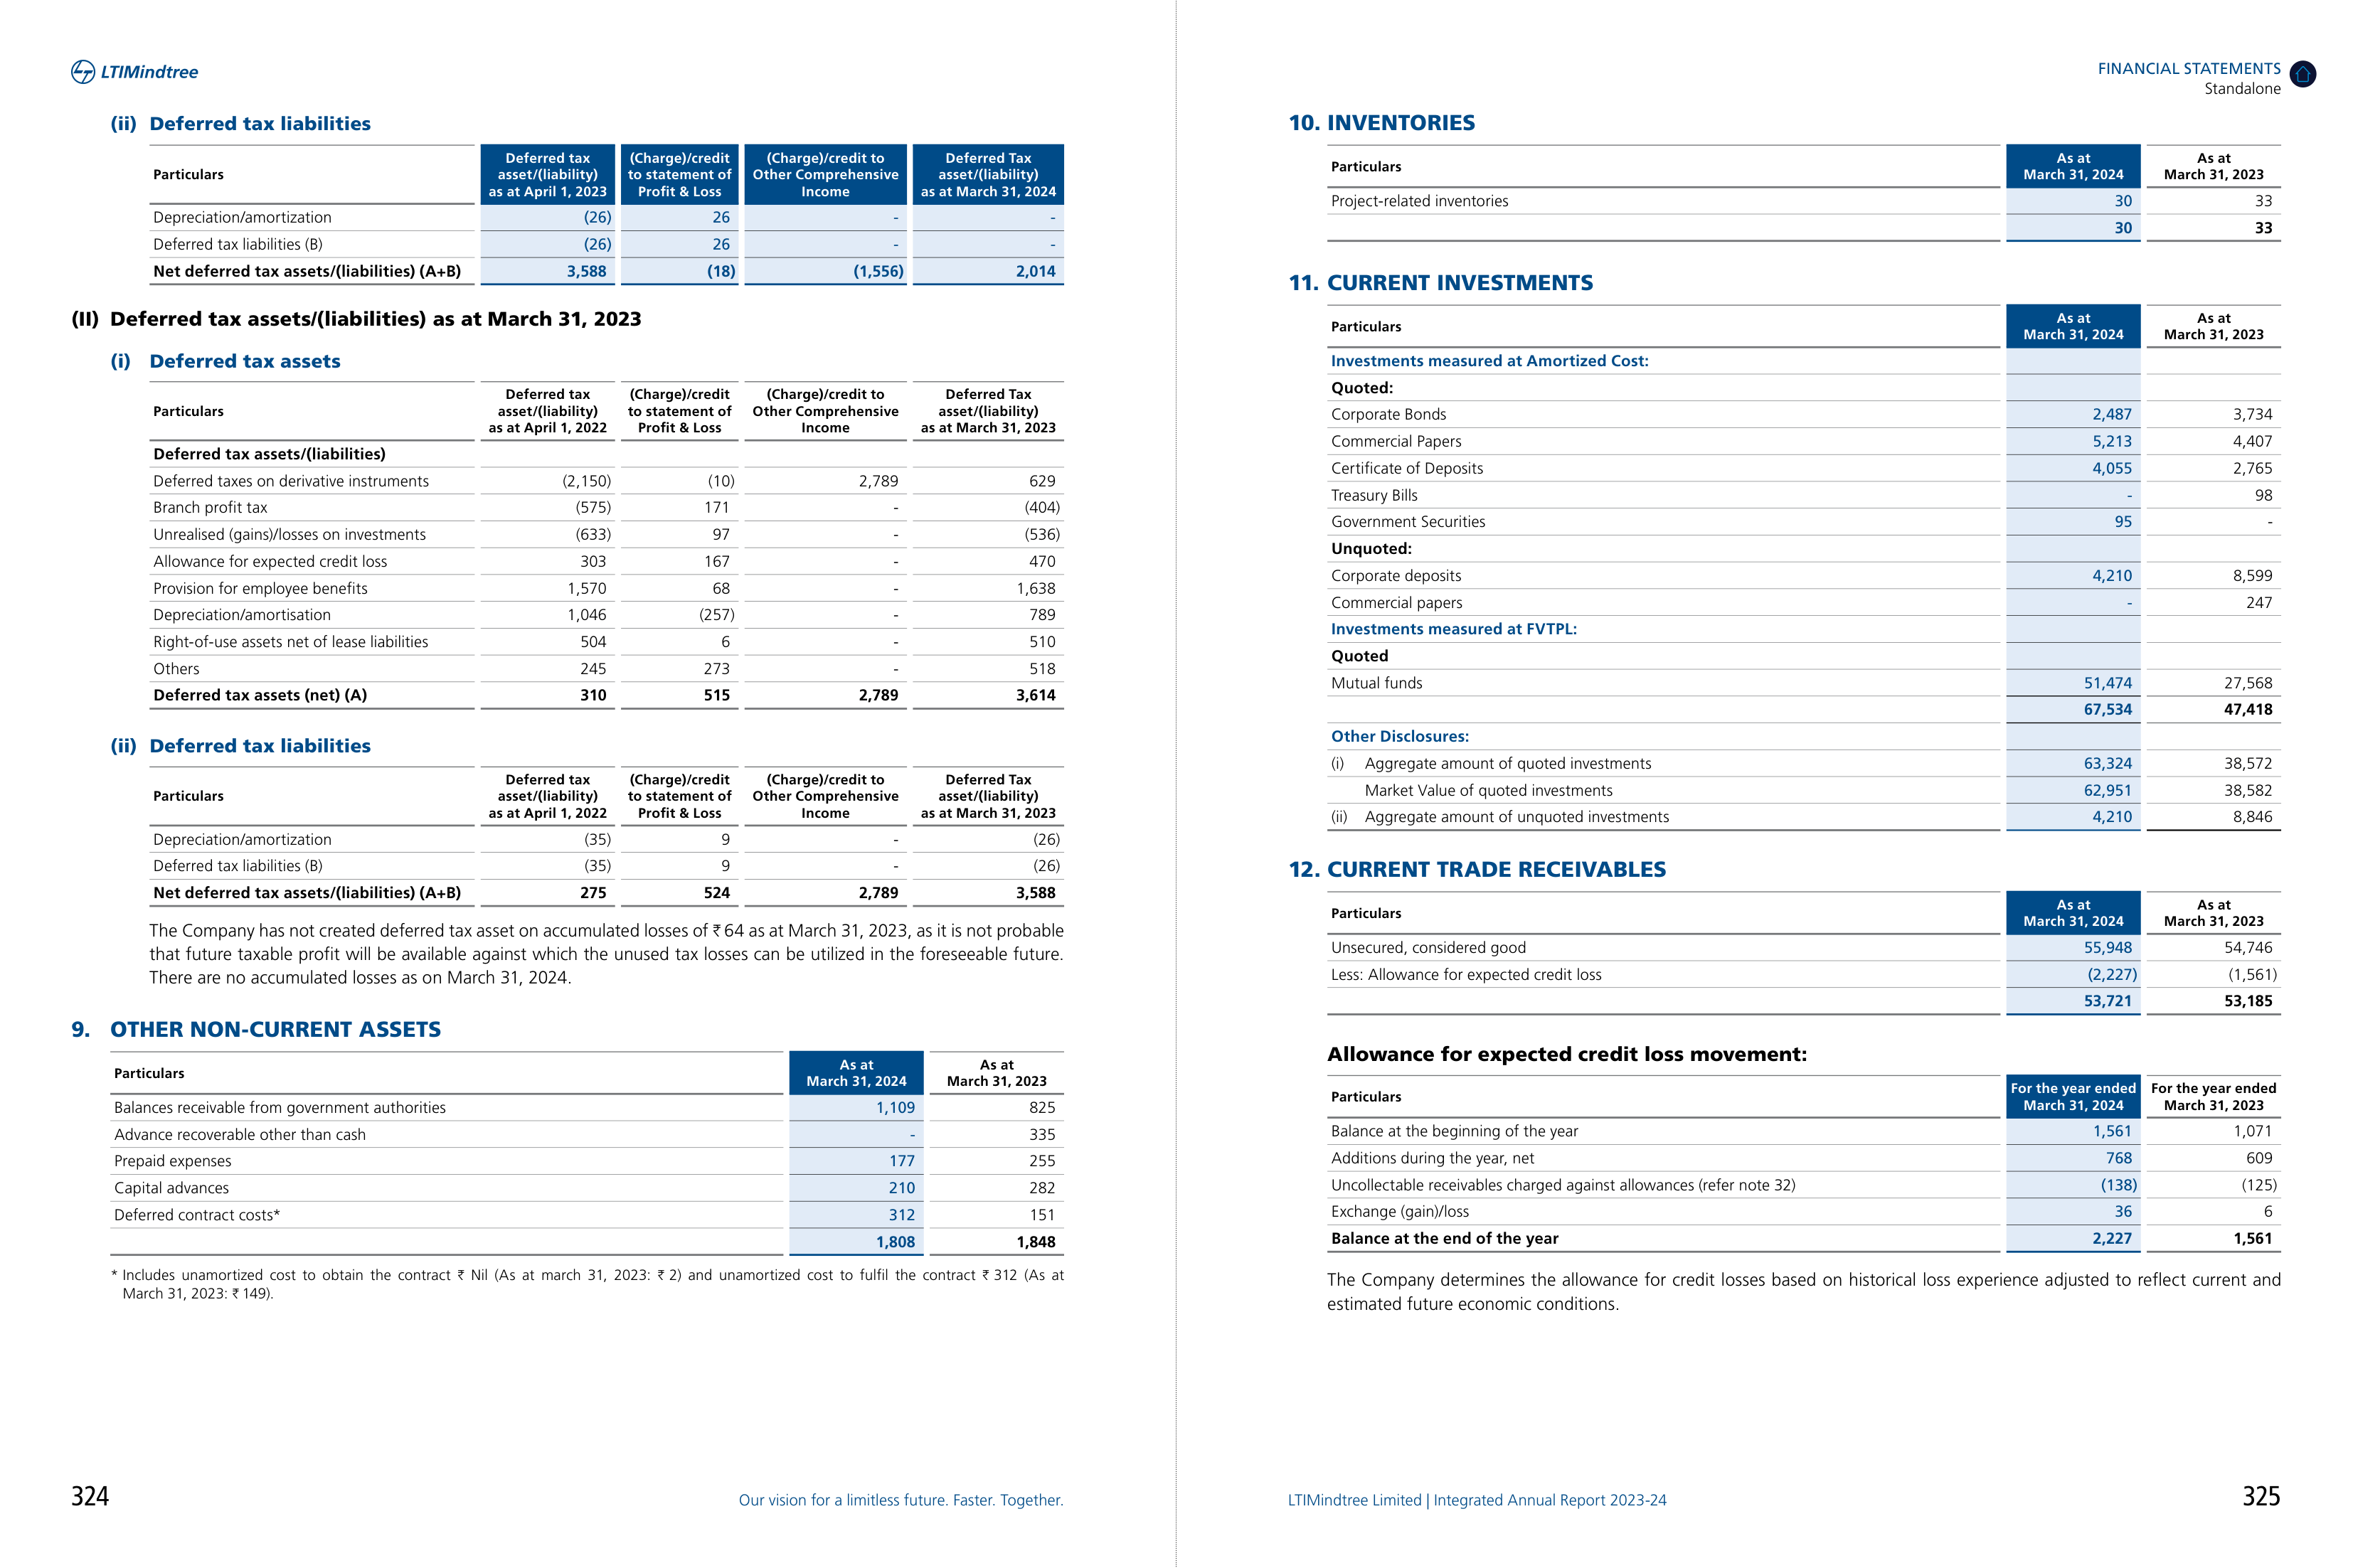 LTIMindtree
(ii) Deferred tax liabilities
Particulars | Deferred tax asset/(liability) as at April 1, 2023 | (Charge)/credit to statement of Profit & Loss | (Charge)/credit to Other Comprehensive Income | Deferred Tax asset/(liability) as at March 31, 2024
Depreciation/amortization (26) 26 - -
Deferred tax liabilities (B) (26) 26 - -
Net deferred tax assets/(liabilities) (A+B) 3,588 (18) (1,556) 2,014
(II) Deferred tax assets/(liabilities) as at March 31, 2023
(i) Deferred tax assets
Particulars | Deferred tax asset/(liability) as at April 1, 2022 | (Charge)/credit to statement of Profit & Loss | (Charge)/credit to Other Comprehensive Income | Deferred Tax asset/(liability) as at March 31, 2023
Deferred tax assets/(liabilities)
Deferred taxes on derivative instruments (2,150) (10) 2,789 629
Branch profit tax (575) 171 - (404)
Unrealised (gains)/losses on investments (633) 97 - (536)
Allowance for expected credit loss 303 167 - 470
Provision for employee benefits 1,570 68 - 1,638
Depreciation/amortisation 1,046 (257) - 789
Right-of-use assets net of lease liabilities 504 6 - 510
Others 245 273 - 518
Deferred tax assets (net) (A) 310 515 2,789 3,614
(ii) Deferred tax liabilities
Particulars | Deferred tax asset/(liability) as at April 1, 2022 | (Charge)/credit to statement of Profit & Loss | (Charge)/credit to Other Comprehensive Income | Deferred Tax asset/(liability) as at March 31, 2023
Depreciation/amortization (35) 9 - (26)
Deferred tax liabilities (B) (35) 9 - (26)
Net deferred tax assets/(liabilities) (A+B) 275 524 2,789 3,588
The Company has not created deferred tax asset on accumulated losses of ₹ 64 as at March 31, 2023, as it is not probable
that future taxable profit will be available against which the unused tax losses can be utilized in the foreseeable future.
There are no accumulated losses as on March 31, 2024.
9. OTHER NON-CURRENT ASSETS
Particulars | As at March 31, 2024 | As at March 31, 2023
Balances receivable from government authorities 1,109 825
Advance recoverable other than cash - 335
Prepaid expenses 177 255
Capital advances 210 282
Deferred contract costs* 312 151
1,808 1,848
* Includes unamortized cost to obtain the contract ₹ Nil (As at march 31, 2023: ₹ 2) and unamortized cost to fulfil the contract ₹ 312 (As at
March 31, 2023: ₹ 149).
324
Our vision for a limitless future. Faster. Together.
FINANCIAL STATEMENTS
Standalone
10. INVENTORIES
Particulars | As at March 31, 2024 | As at March 31, 2023
Project-related inventories 30 33
30 33
11. CURRENT INVESTMENTS
Particulars | As at March 31, 2024 | As at March 31, 2023
Investments measured at Amortized Cost:
Quoted:
Corporate Bonds 2,487 3,734
Commercial Papers 5,213 4,407
Certificate of Deposits 4,055 2,765
Treasury Bills - 98
Government Securities 95 -
Unquoted:
Corporate deposits 4,210 8,599
Commercial papers - 247
Investments measured at FVTPL:
Quoted
Mutual funds 51,474 27,568
67,534 47,418
Other Disclosures:
(i) Aggregate amount of quoted investments 63,324 38,572
Market Value of quoted investments 62,951 38,582
(ii) Aggregate amount of unquoted investments 4,210 8,846
12. CURRENT TRADE RECEIVABLES
Particulars | As at March 31, 2024 | As at March 31, 2023
Unsecured, considered good 55,948 54,746
Less: Allowance for expected credit loss (2,227) (1,561)
53,721 53,185
Allowance for expected credit loss movement:
Particulars | For the year ended March 31, 2024 | For the year ended March 31, 2023
Balance at the beginning of the year 1,561 1,071
Additions during the year, net 768 609
Uncollectable receivables charged against allowances (refer note 32) (138) (125)
Exchange (gain)/loss 36 6
Balance at the end of the year 2,227 1,561
The Company determines the allowance for credit losses based on historical loss experience adjusted to reflect current and
estimated future economic conditions.
LTIMindtree Limited | Integrated Annual Report 2023-24
325